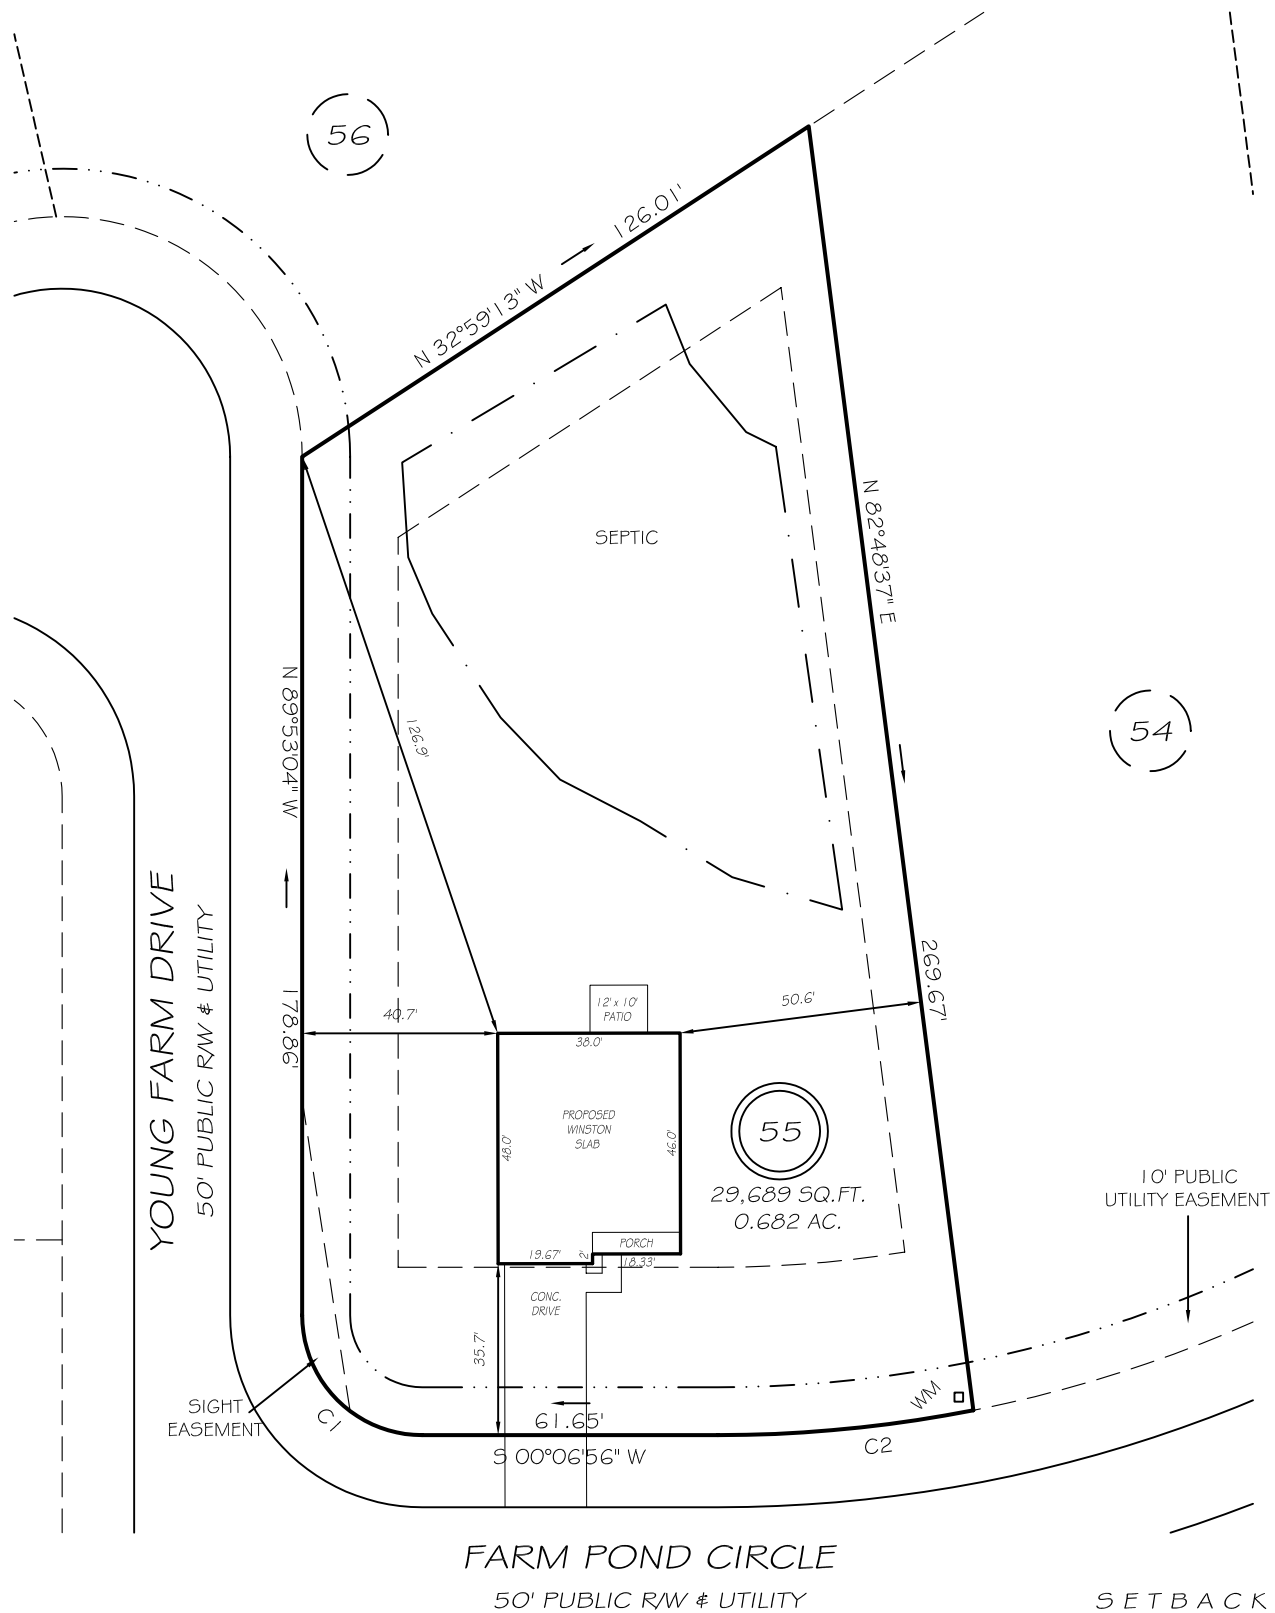 56
126.01'
N 32°59'13" W
SEPTIC
N 82°48'37" E
N 89°53'04" W
126.9'
54
YOUNG FARM DRIVE
50' PUBLIC R/W & UTILITY
269.67'
178.86'
40.7'
12' x 10'
PATIO
50.6'
38.0'
PROPOSED
WINSTON
SLAB
48.0'
46.0'
55
29,689 SQ.FT.
0.682 AC.
10' PUBLIC
UTILITY EASEMENT
PORCH
19.67'
2'
18.33'
CONC.
DRIVE
35.7'
SIGHT
EASEMENT
C1
WM
61.65'
S 00°06'56" W
C2
FARM POND CIRCLE
50' PUBLIC R/W & UTILITY
SETBACK